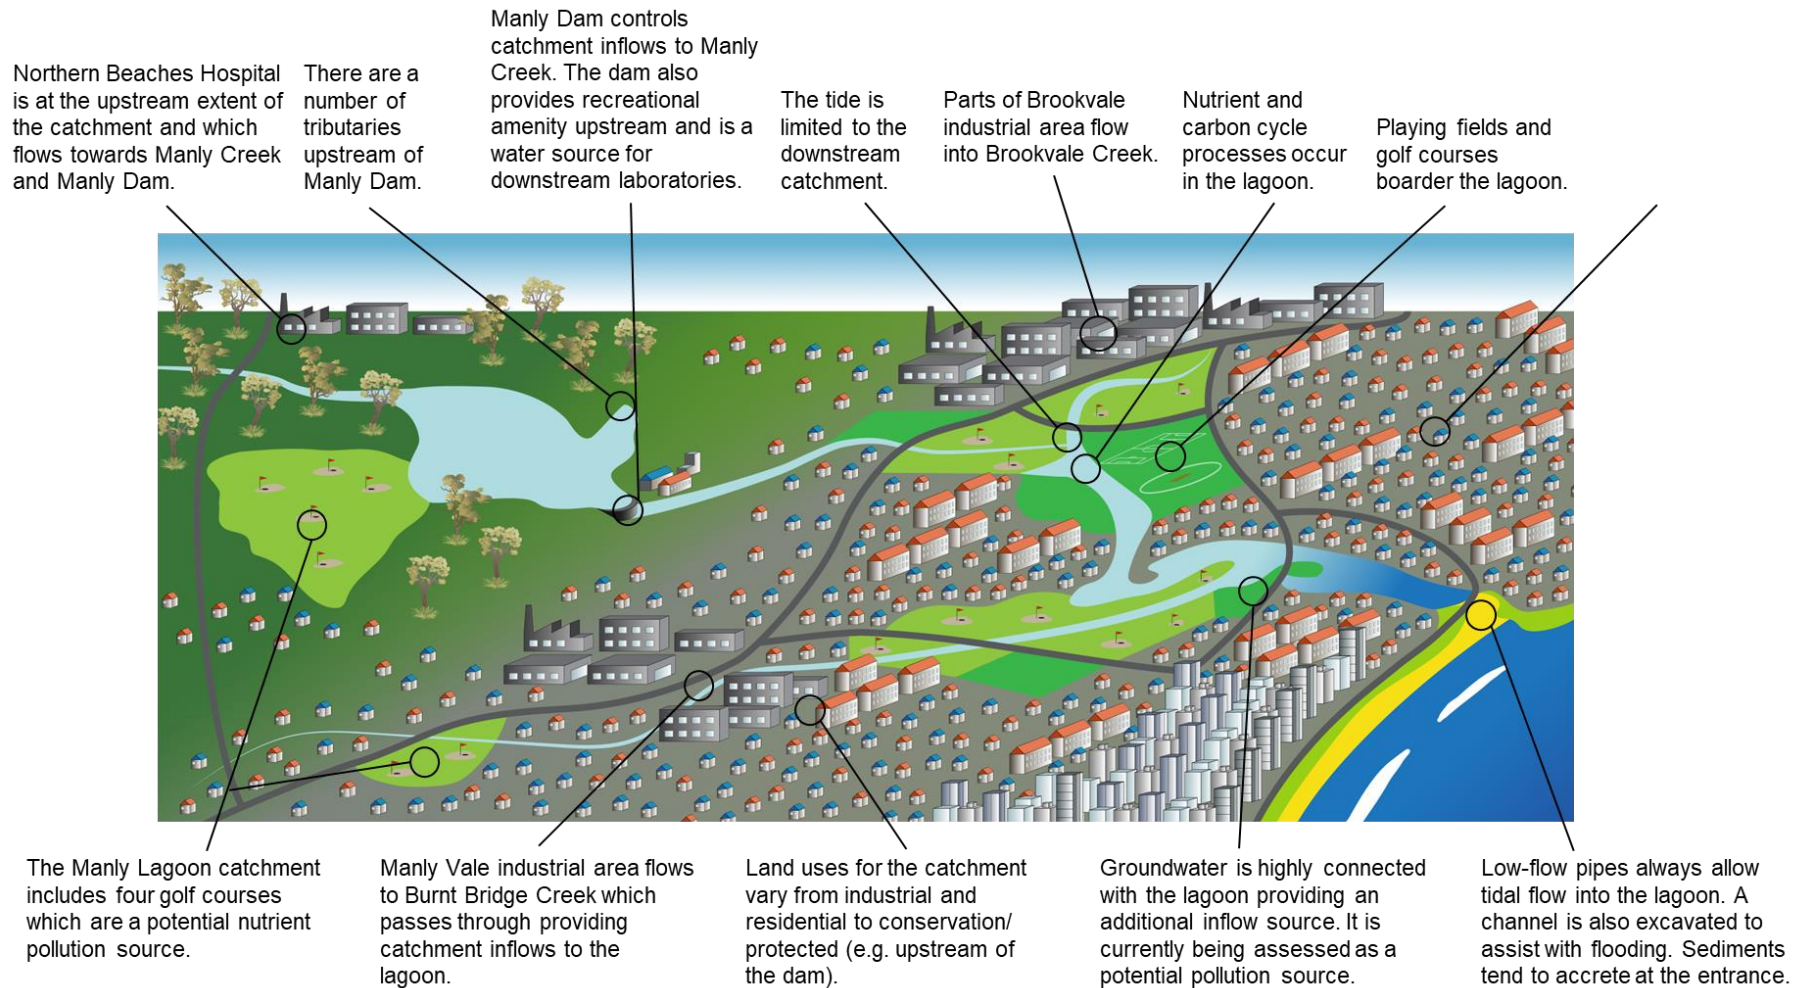 Northern Beaches Hospital
is at the upstream extent of
the catchment and which
flows towards Manly Creek
and Manly Dam.
There are a
number of
tributaries
upstream of
Manly Dam.
Manly Dam controls
catchment inflows to Manly
Creek. The dam also
provides recreational
amenity upstream and is a
water source for
downstream laboratories.
The tide is
limited to the
downstream
catchment.
Parts of Brookvale
industrial area flow
into Brookvale Creek.
Nutrient and
carbon cycle
processes occur
in the lagoon.
Playing fields and
golf courses
boarder the lagoon.
The Manly Lagoon catchment
includes four golf courses
which are a potential nutrient
pollution source.
Manly Vale industrial area flows
to Burnt Bridge Creek which
passes through providing
catchment inflows to the
lagoon.
Land uses for the catchment
vary from industrial and
residential to conservation/
protected (e.g. upstream of
the dam).
Groundwater is highly connected
with the lagoon providing an
additional inflow source. It is
currently being assessed as a
potential pollution source.
Low-flow pipes always allow
tidal flow into the lagoon. A
channel is also excavated to
assist with flooding. Sediments
tend to accrete at the entrance.